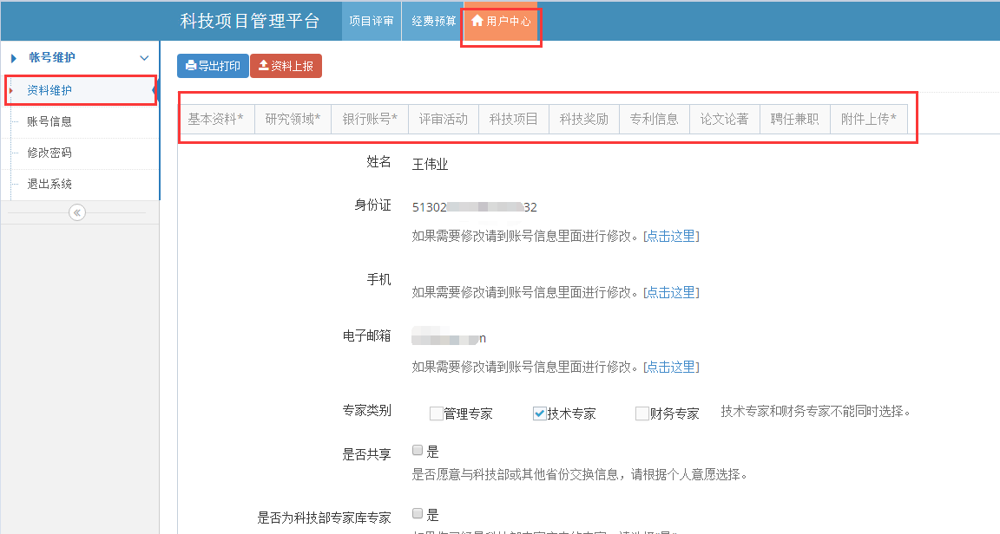 科技项目管理平台 项目评审 经费预算 用户中心
帐号维护
资料维护
账号信息
修改密码
退出系统
导出打印 资料上报
基本资料* 研究领域* 银行账号* 评审活动 科技项目 科技奖励 专利信息 论文论著 聘任兼职 附件上传*
姓名 王伟业
身份证 51302 32
如果需要修改请到账号信息里面进行修改。[点击这里]
手机
如果需要修改请到账号信息里面进行修改。[点击这里]
电子邮箱 n
如果需要修改请到账号信息里面进行修改。[点击这里]
专家类别 管理专家 技术专家 财务专家 技术专家和财务专家不能同时选择。
是否共享 是
是否愿意与科技部或其他省份交换信息，请根据个人意愿选择。
是否为科技部专家库专家 是